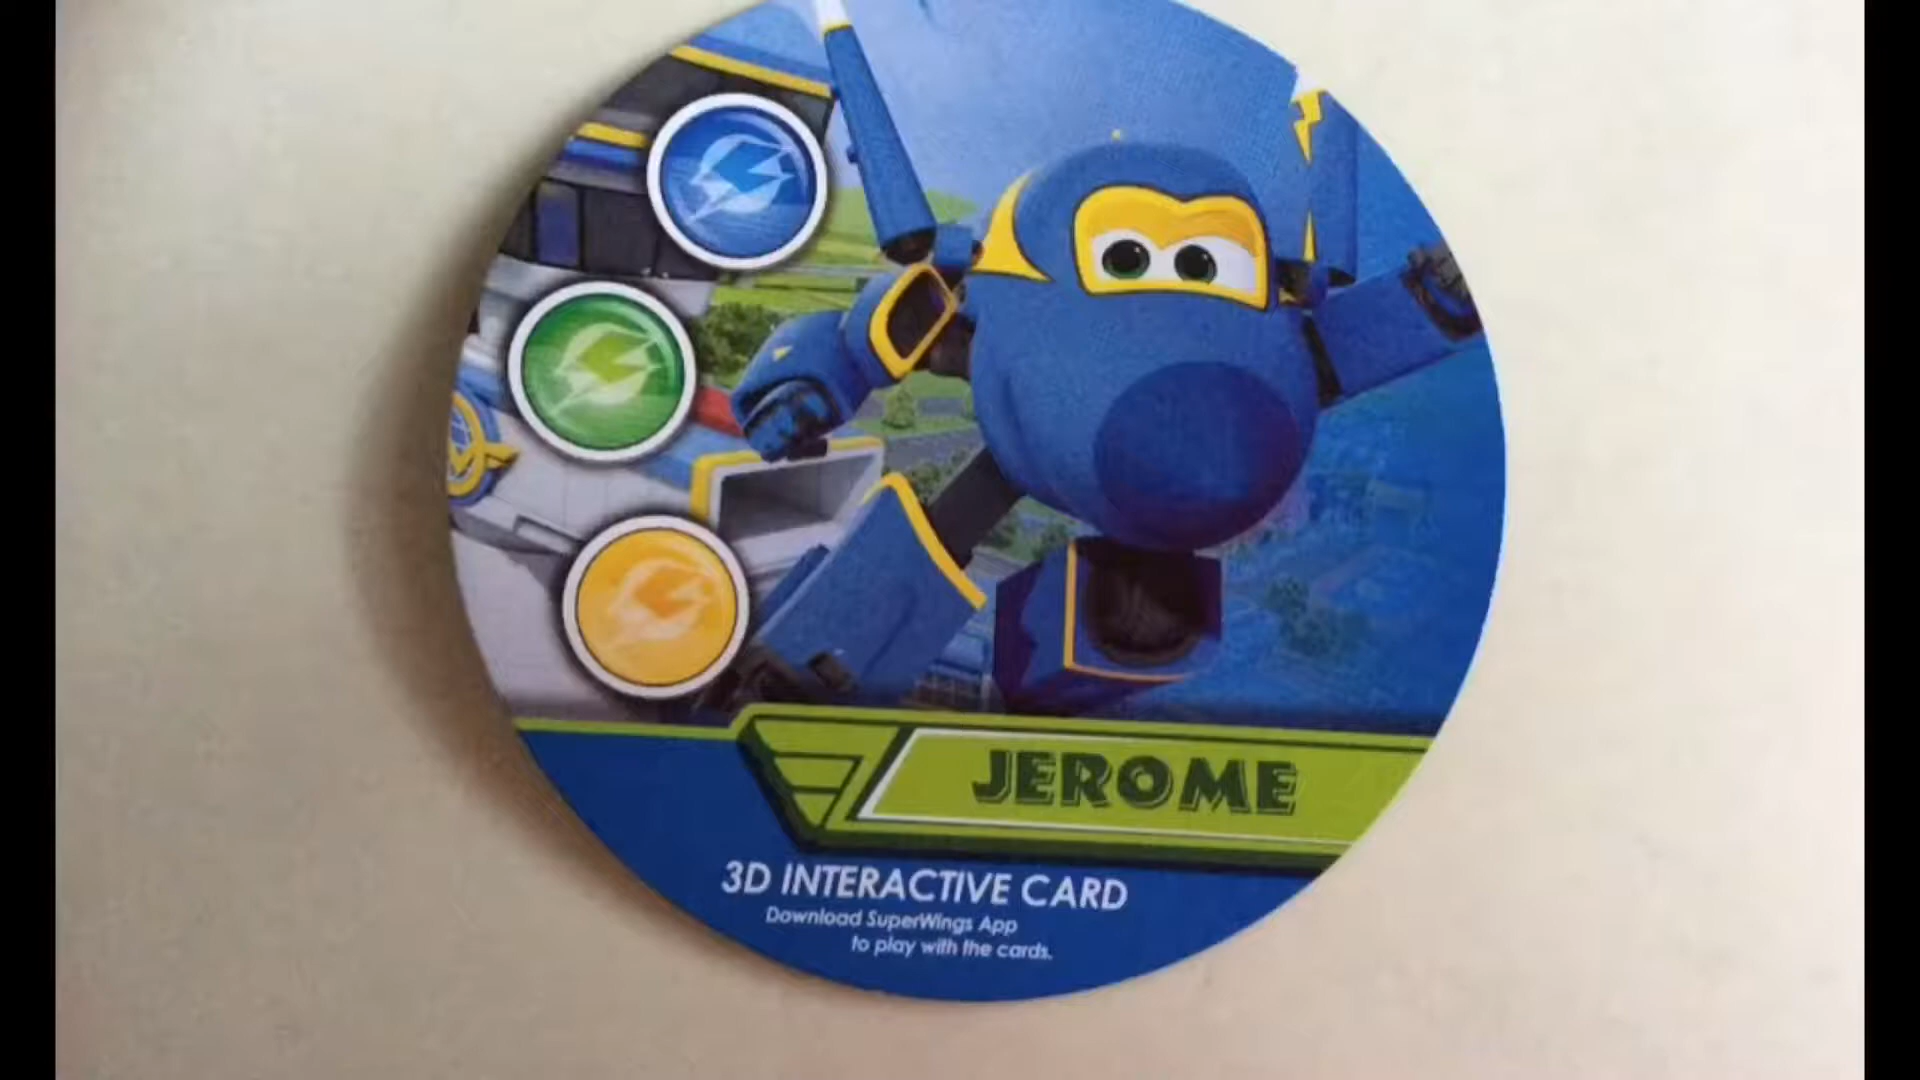 JEROME
3D INTERACTIVE CARD
Download SuperWings App
to play with the cards.